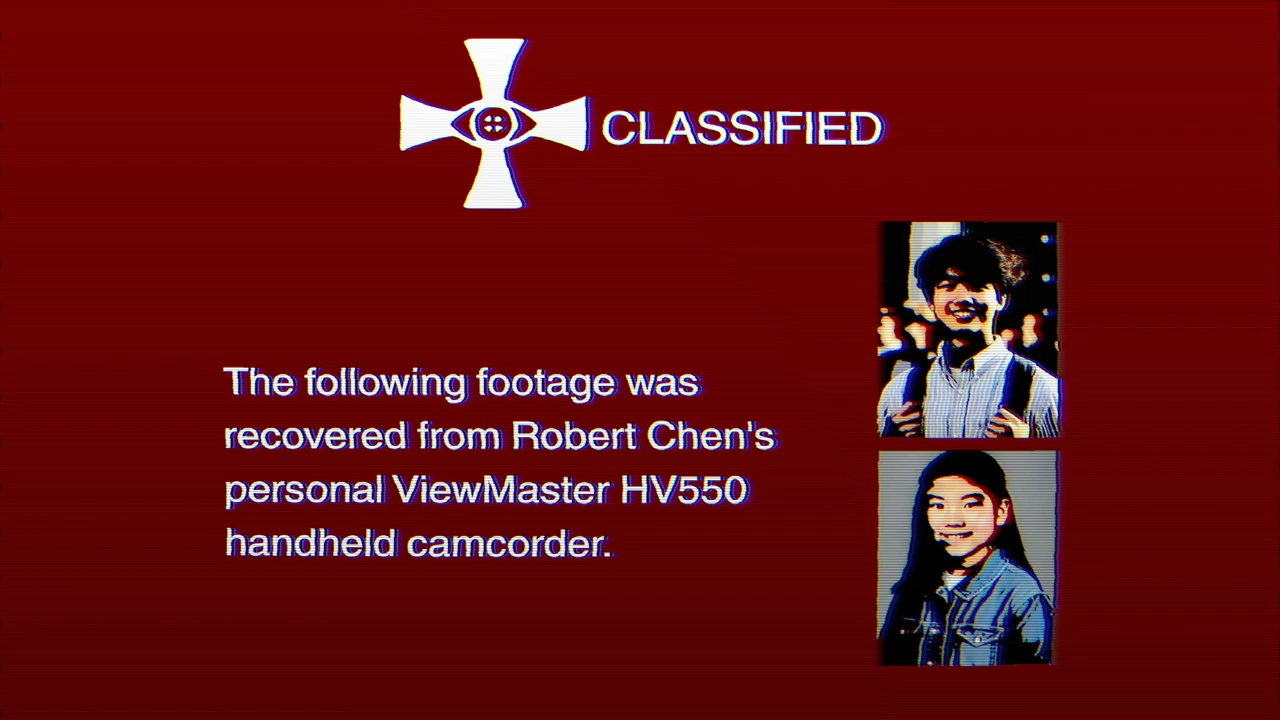 CLASSIFIED
The following footage was
recovered from Robert Chen's
personal ViewMaster HV550
handheld camcorder.